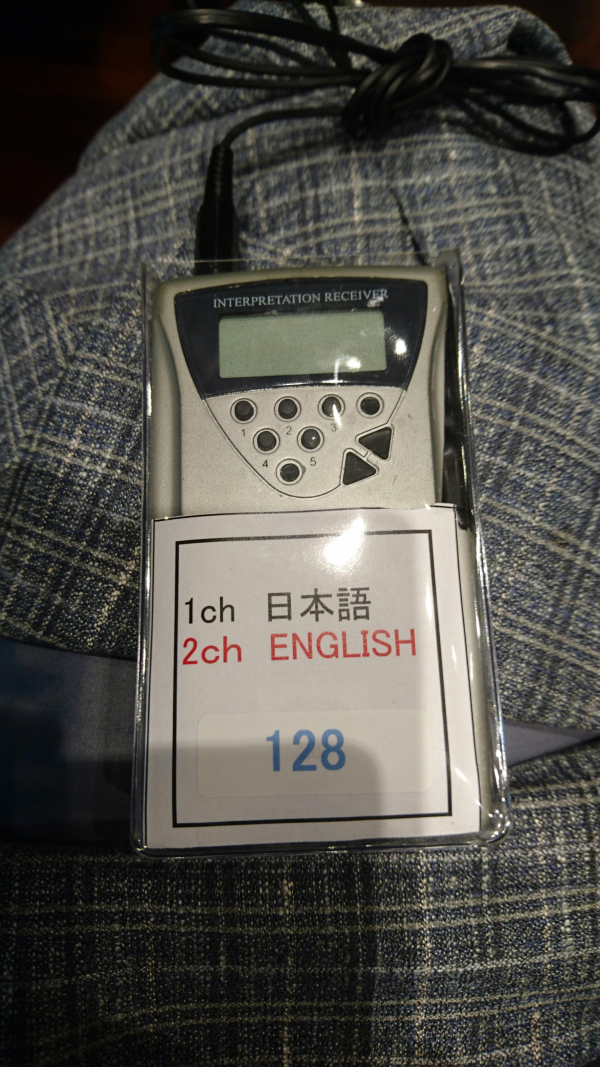 INTERPRETATION RECEIVER
1 2 3
4 5
1ch 日本語
2ch ENGLISH
128